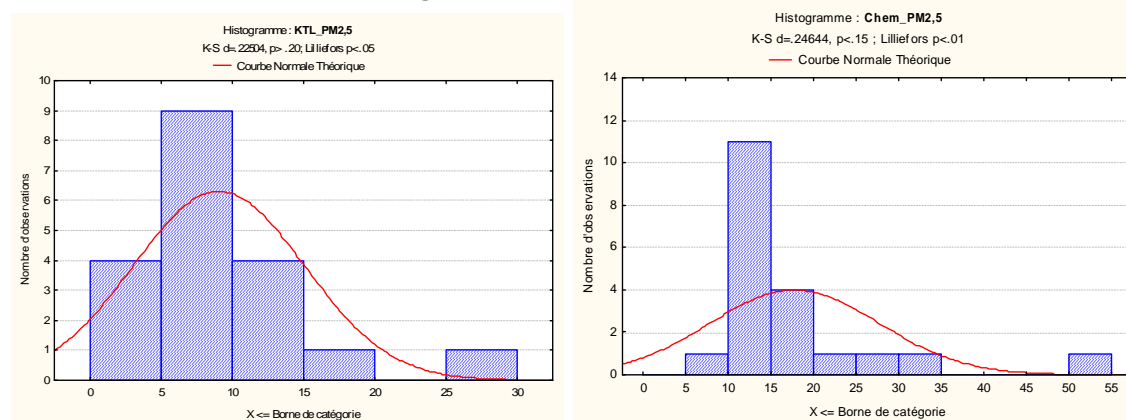 Histogramme : KTL_PM2,5
K-S d=.22504, p> .20; Lilliefors p<.05
Courbe Normale Théorique
10
9
8
7
6
5
4
3
2
1
0
Nombre d'observations
0 5 10 15 20 25 30
X <= Borne de catégorie
Histogramme : Chem_PM2,5
K-S d=.24644, p<.15 ; Lilliefors p<.01
Courbe Normale Théorique
14
12
10
8
6
4
2
0
Nombre d'observations
0 5 10 15 20 25 30 35 40 45 50 55
X <= Borne de catégorie